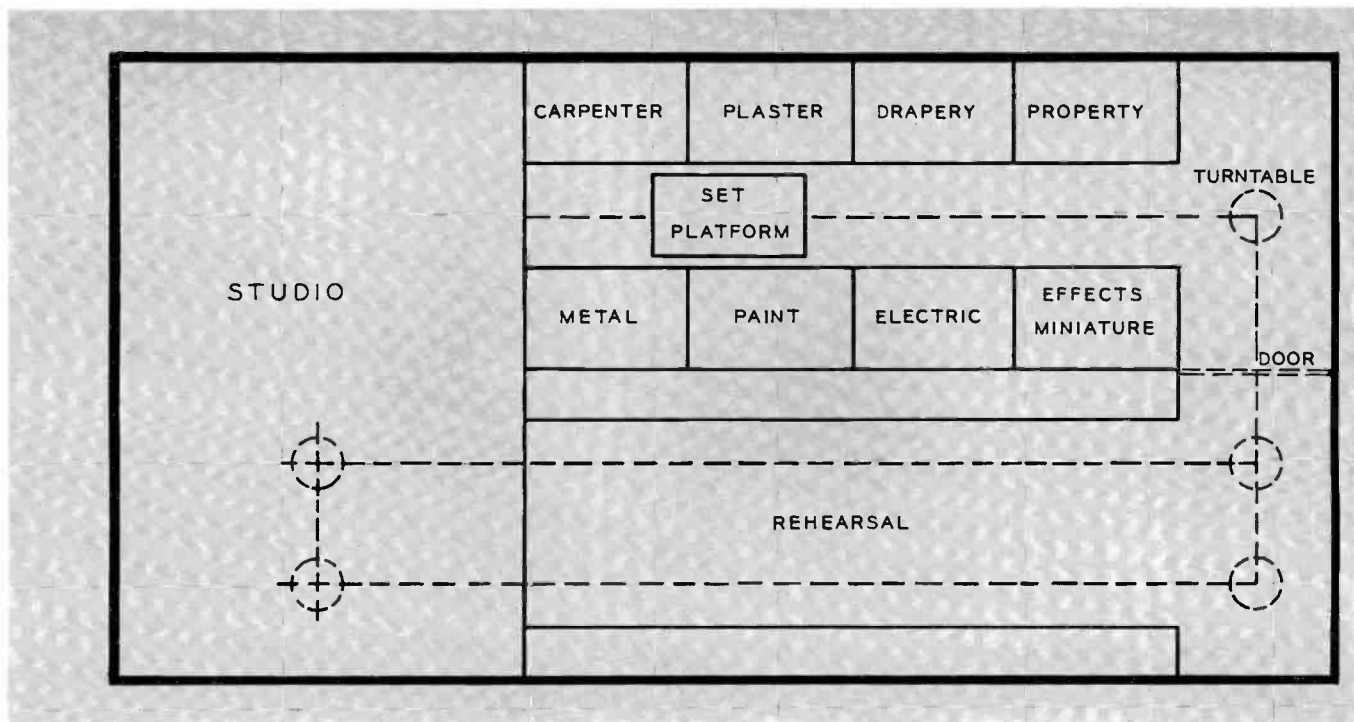 CARPENTER
PLASTER
DRAPERY
PROPERTY
TURNTABLE
SET
PLATFORM
STUDIO
METAL
PAINT
ELECTRIC
EFFECTS
MINIATURE
DOOR
REHEARSAL